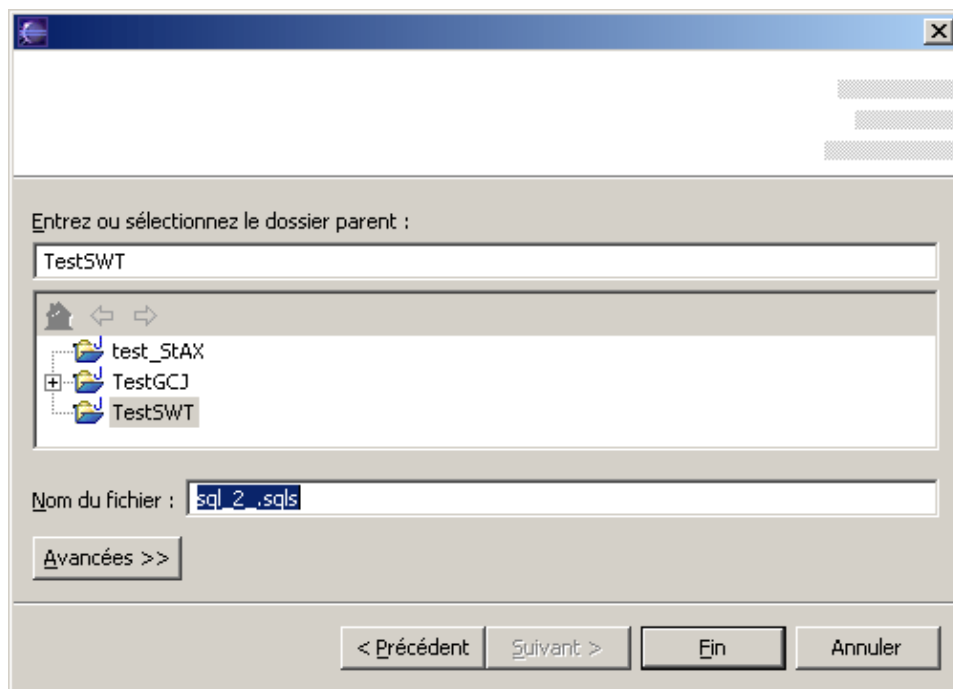 Entrez ou sélectionnez le dossier parent :
TestSWT
test_StAX
TestGCJ
TestSWT
Nom du fichier : sql_2_.sqls
Avancées >>
< Précédent Suivant > Fin Annuler